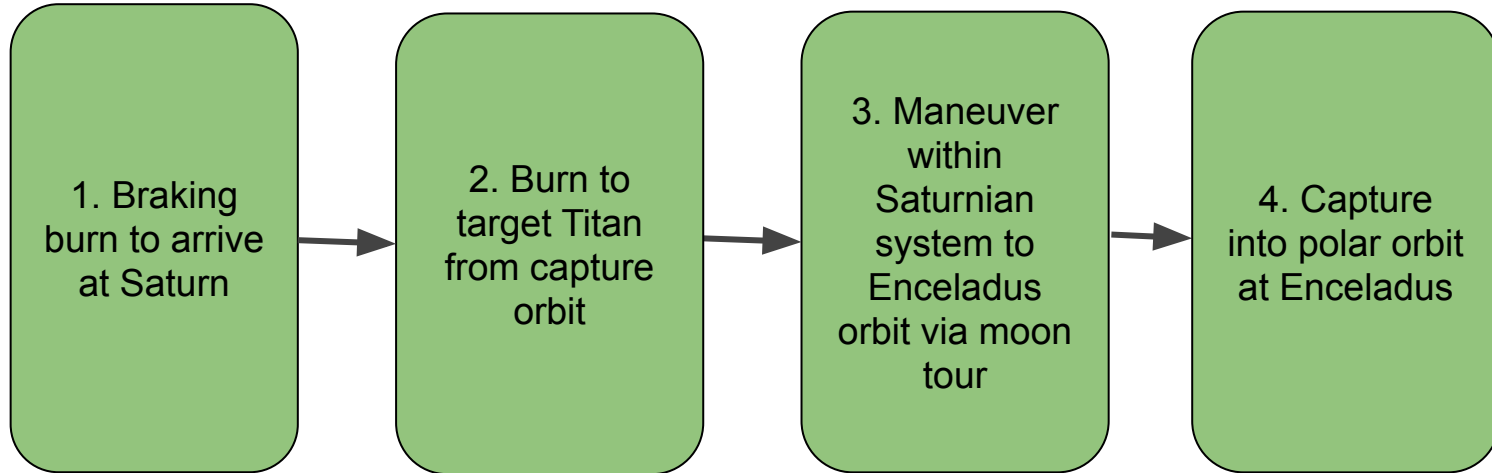 1. Braking
burn to arrive
at Saturn
2. Burn to
target Titan
from capture
orbit
3. Maneuver
within
Saturnian
system to
Enceladus
orbit via moon
tour
4. Capture
into polar orbit
at Enceladus